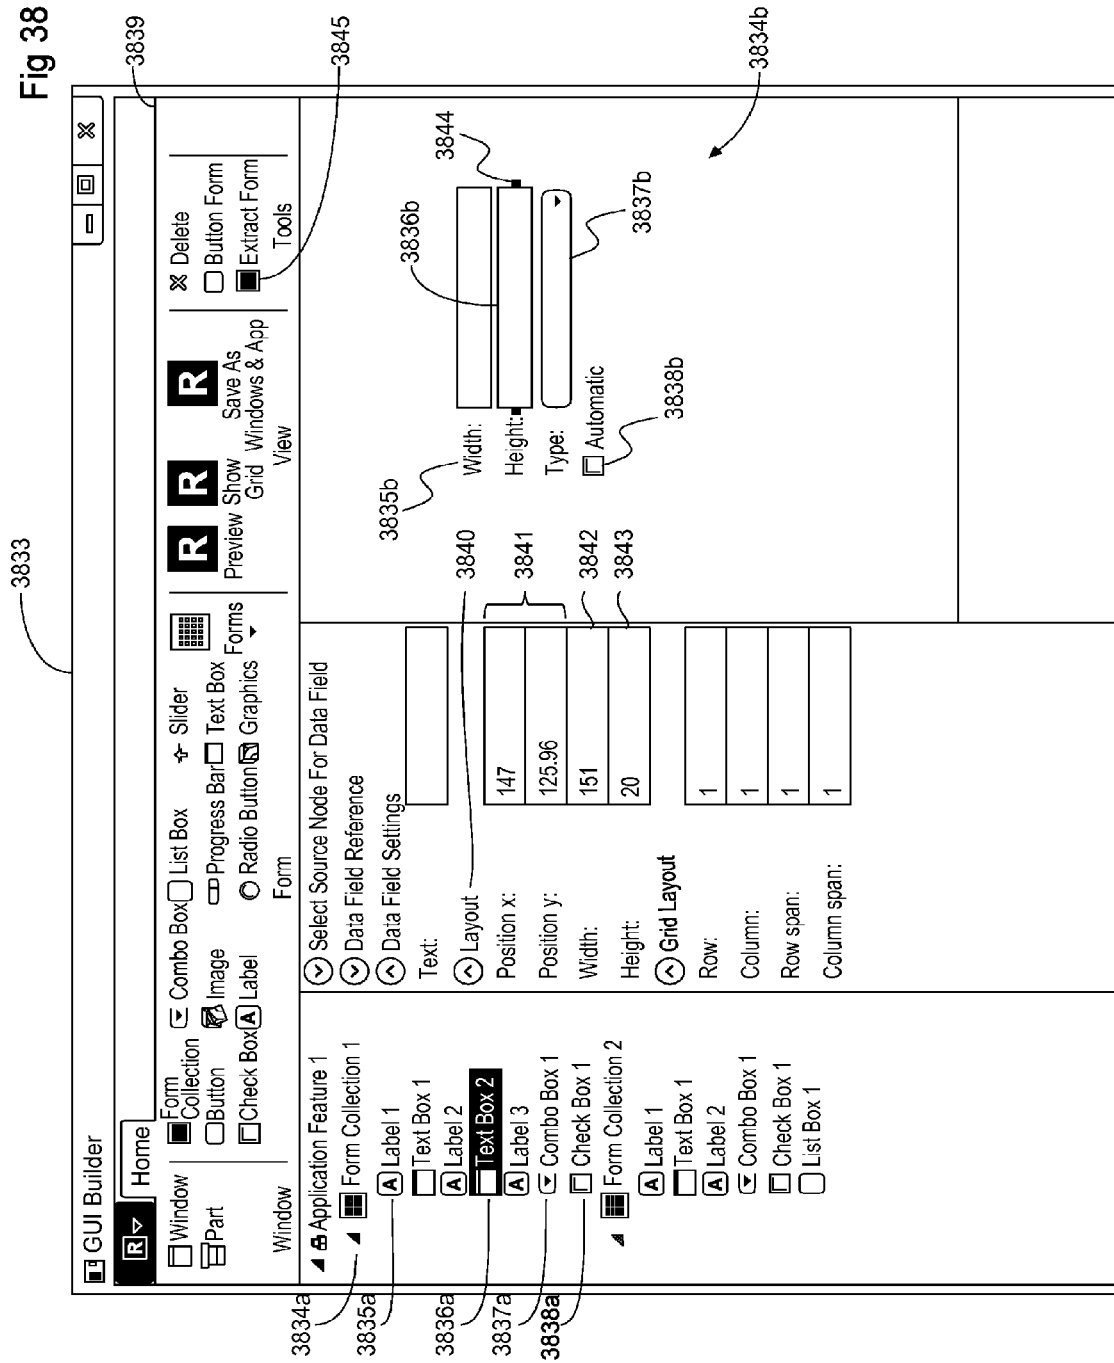 Fig 38
3833
3839
3845
GUI Builder
R
Home
Window
Part
Window
Form Collection
Button
Check Box
Combo Box
Image
A Label
List Box
Progress Bar
Radio Button
Slider
Text Box
Graphics
Form
Forms
R
Preview
R
Show Grid
R
Save As Windows & App
View
Delete
Button Form
Extract Form
Tools
3834a
3835a
3836a
3837a
3838a
Application Feature 1
Form Collection 1
A Label 1
Text Box 1
A Label 2
Text Box 2
A Label 3
Combo Box 1
Check Box 1
Form Collection 2
A Label 1
Text Box 1
A Label 2
Combo Box 1
Check Box 1
List Box 1
Select Source Node For Data Field
Data Field Reference
Data Field Settings
Text:
Layout
Position x: 147
Position y: 125.96
Width: 151
Height: 20
Grid Layout
Row: 1
Column: 1
Row span: 1
Column span: 1
3840
3841
3842
3843
3835b
3836b
3844
Width:
Height:
Type:
Automatic
3837b
3838b
3834b